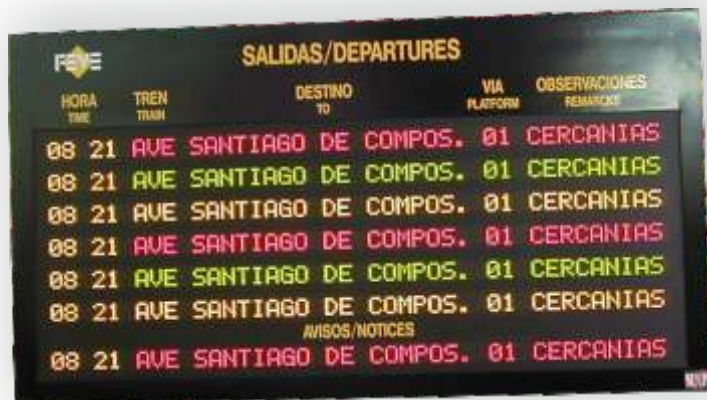 FEVE
SALIDAS/DEPARTURES
HORA TREN DESTINO VIA OBSERVACIONES
TIME TRAIN TO PLATFORM REMARCKS
08 21 AVE SANTIAGO DE COMPOS. 01 CERCANIAS
08 21 AVE SANTIAGO DE COMPOS. 01 CERCANIAS
08 21 AVE SANTIAGO DE COMPOS. 01 CERCANIAS
08 21 AVE SANTIAGO DE COMPOS. 01 CERCANIAS
08 21 AVE SANTIAGO DE COMPOS. 01 CERCANIAS
08 21 AVE SANTIAGO DE COMPOS. 01 CERCANIAS
AVISOS/NOTICES
08 21 AVE SANTIAGO DE COMPOS. 01 CERCANIAS